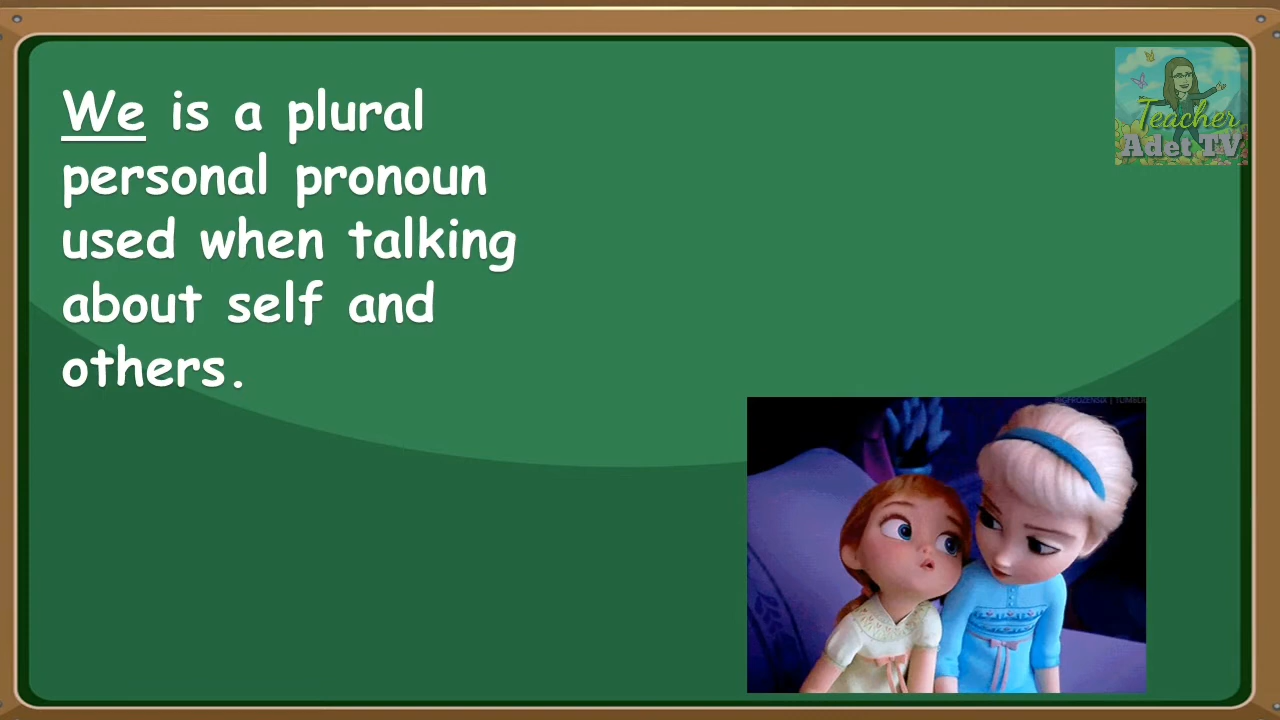 We is a plural
personal pronoun
used when talking
about self and
others.
Teacher
Adet TV